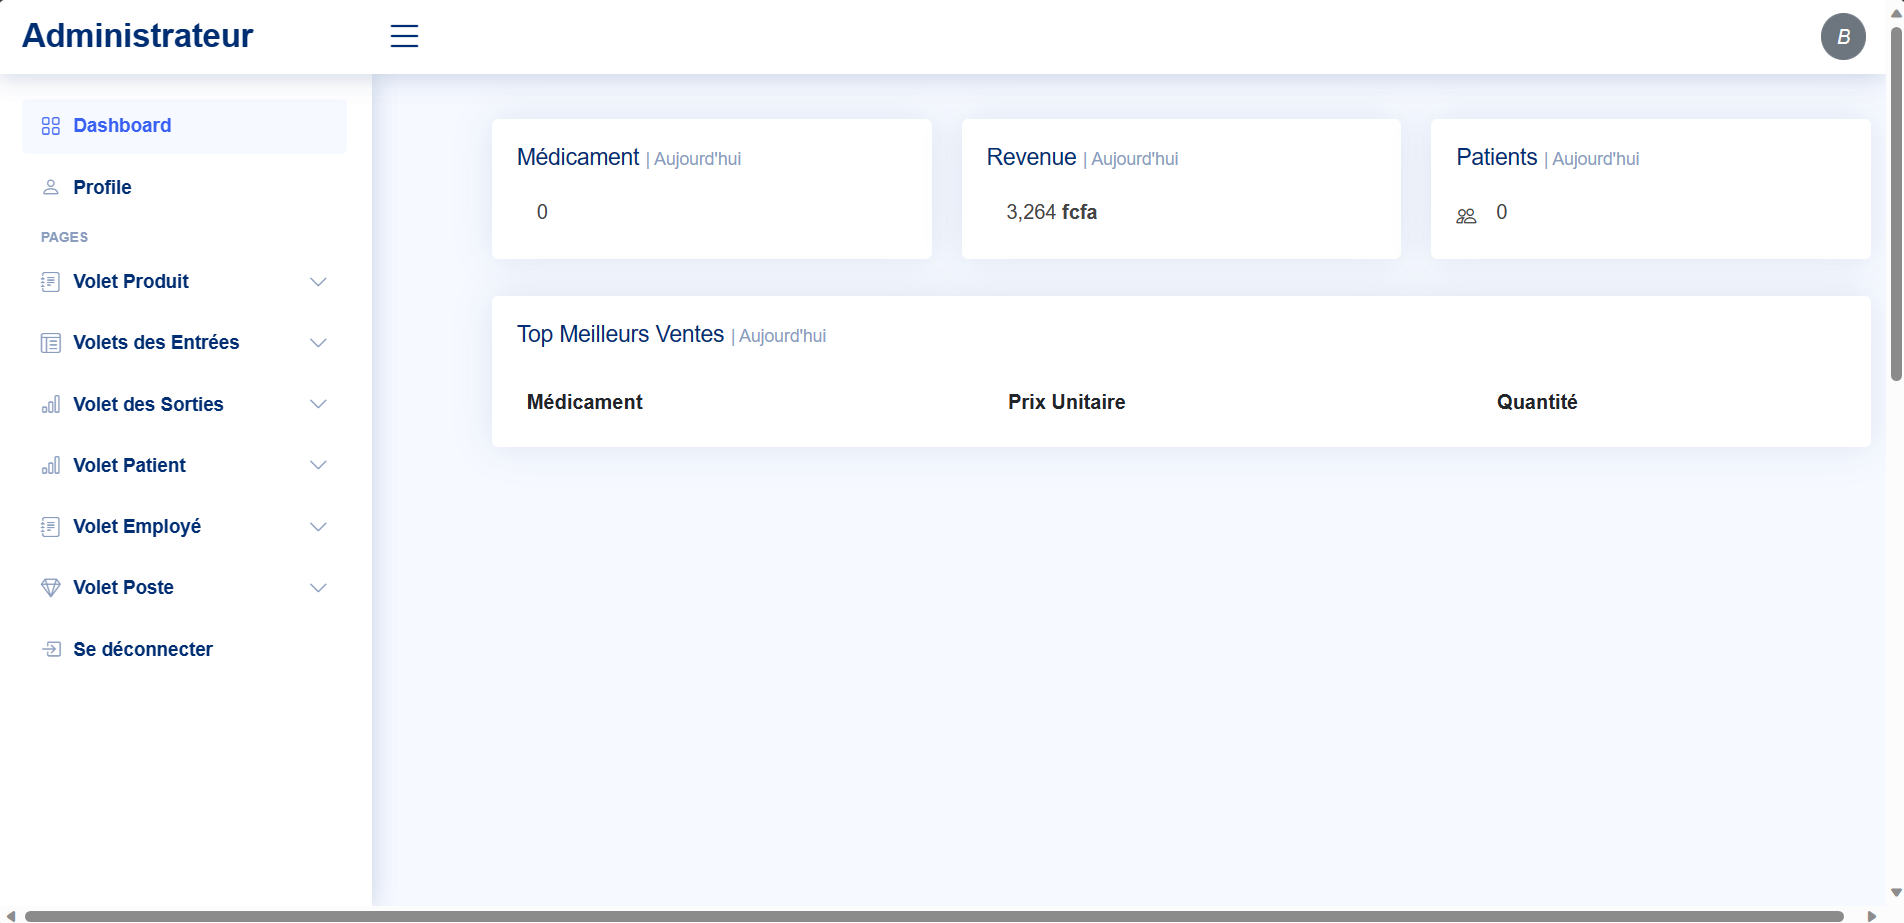 Administrateur
B
Dashboard
Profile
PAGES
Volet Produit
Volets des Entrées
Volet des Sorties
Volet Patient
Volet Employé
Volet Poste
Se déconnecter
Médicament | Aujourd'hui
0
Revenue | Aujourd'hui
3,264 fcfa
Patients | Aujourd'hui
0
Top Meilleurs Ventes | Aujourd'hui
Médicament Prix Unitaire Quantité